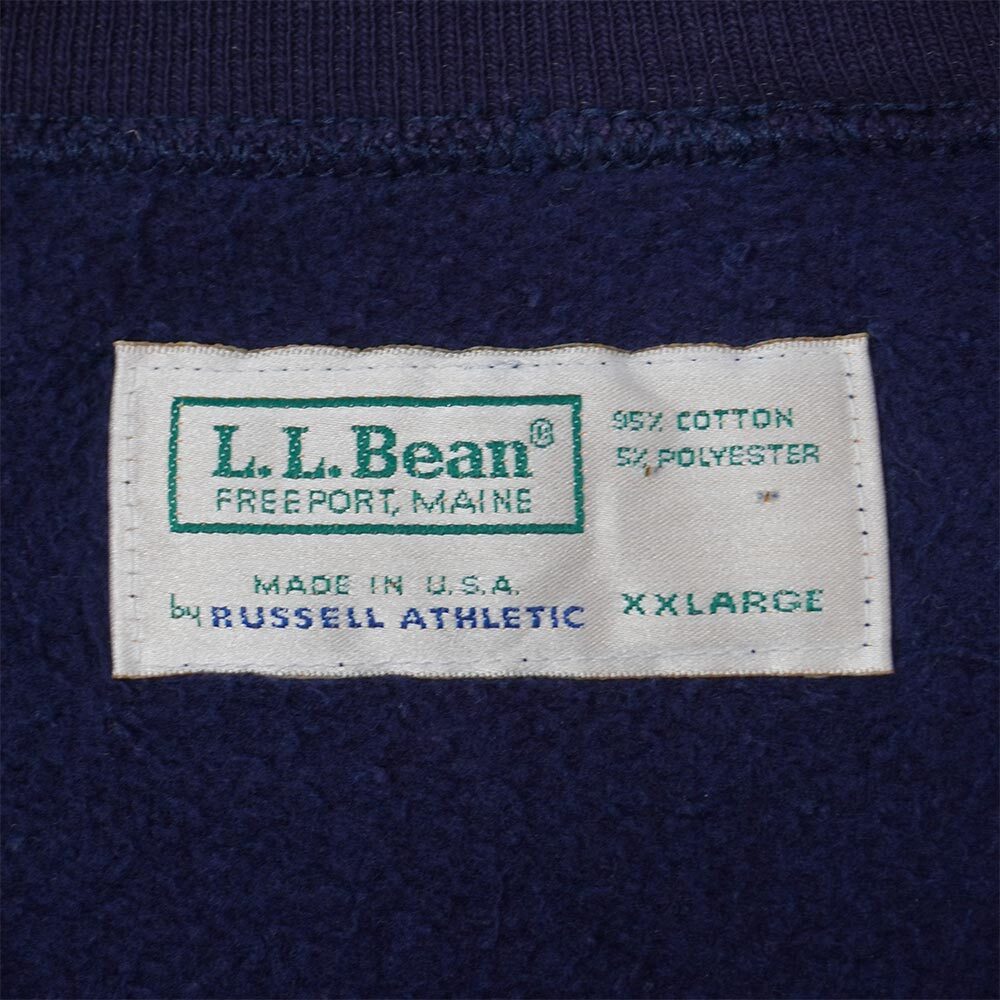 L.L.Bean®
FREEPORT, MAINE
95% COTTON
5% POLYESTER
MADE IN U.S.A.
by RUSSELL ATHLETIC
XXLARGE